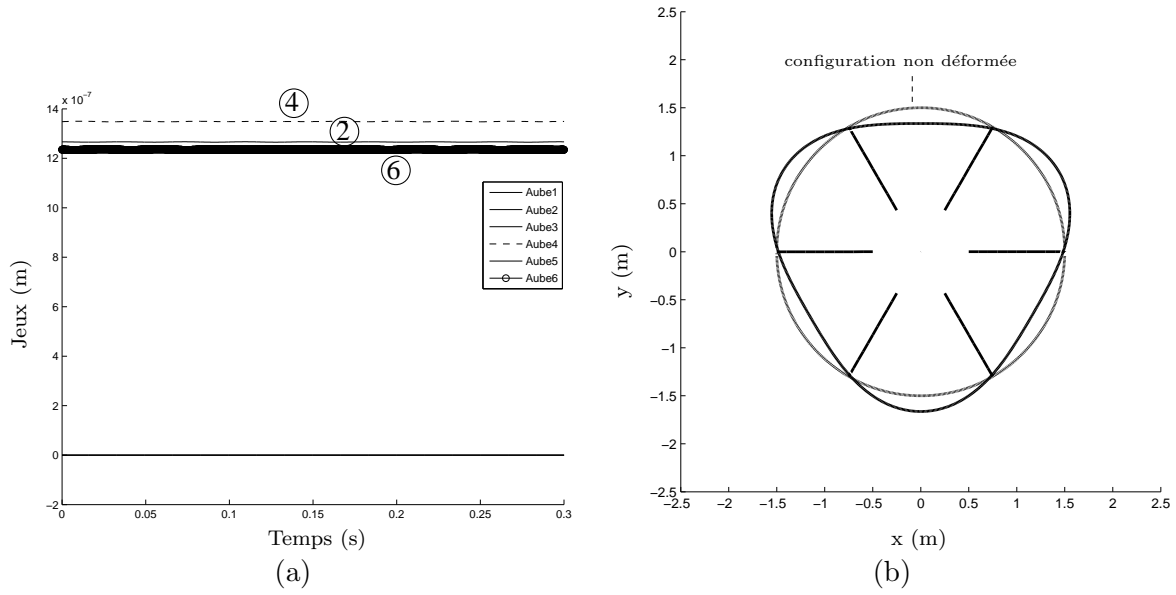 x 10⁻⁷
14
12
10
8
6
4
2
0
−2
0
0.05
0.1
0.15
0.2
0.25
0.3
Jeux (m)
Temps (s)
4
2
6
Aube1
Aube2
Aube3
Aube4
Aube5
Aube6
(a)
configuration non déformée
2.5
2
1.5
1
0.5
0
−0.5
−1
−1.5
−2
−2.5
−2.5
−2
−1.5
−1
−0.5
0
0.5
1
1.5
2
2.5
y (m)
x (m)
(b)